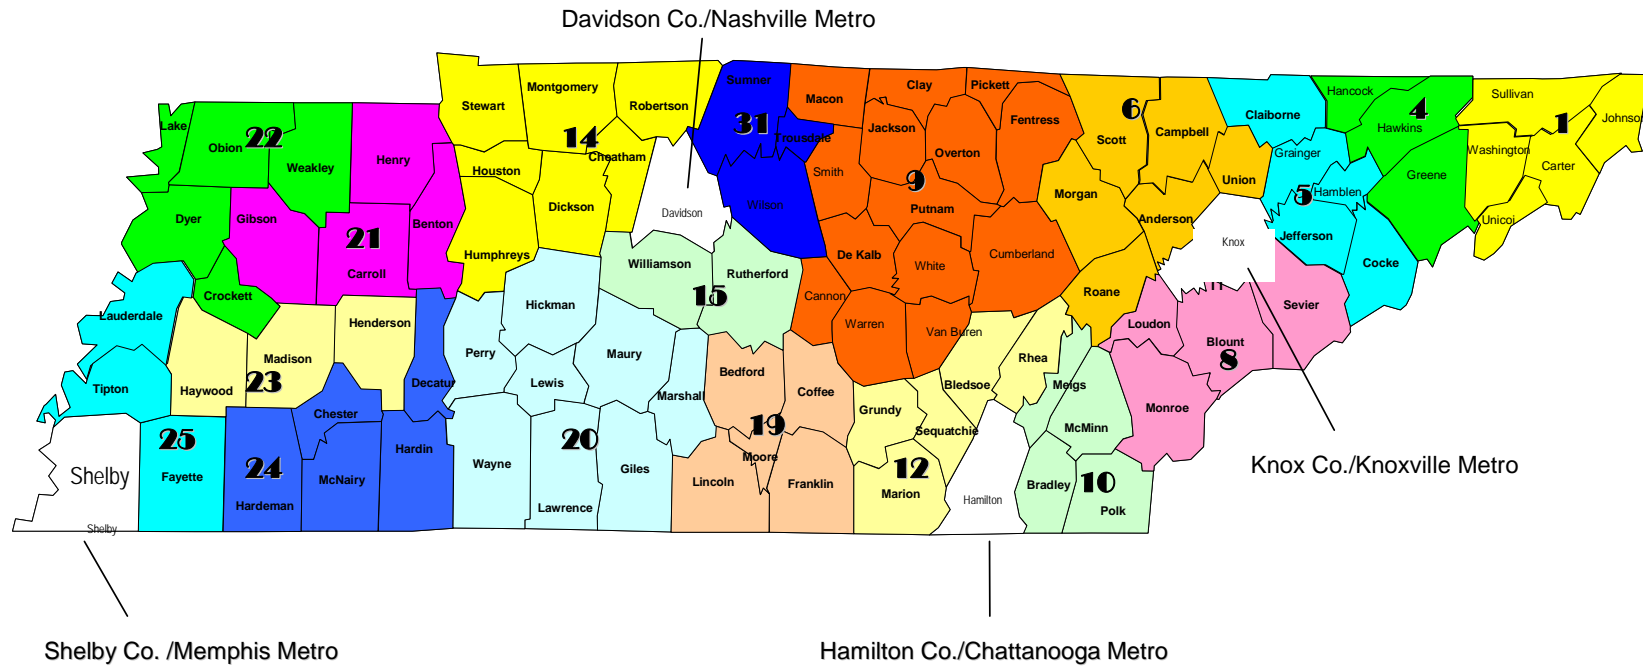 Davidson Co./Nashville Metro
Sumner
Stewart
Montgomery
Robertson
Macon
Clay
Pickett
Fentress
6
Scott
Campbell
Claiborne
Hancock
4
Hawkins
Sullivan
1
Johnson
Lake
Obion
22
Weakley
Henry
14
Cheatham
31
Trousdale
Jackson
Overton
Grainger
Washington
Carter
Houston
Smith
9
Morgan
Union
5
Hamblen
Greene
Dyer
Gibson
21
Benton
Dickson
Davidson
Wilson
Putnam
Anderson
Jefferson
Unicoi
Carroll
Humphreys
Williamson
Rutherford
De Kalb
White
Cumberland
Knox
Cocke
Crockett
Hickman
15
Cannon
Roane
Sevier
Lauderdale
Henderson
Warren
Van Buren
Loudon
Blount
8
Madison
23
Perry
Maury
Rhea
Tipton
Haywood
Decatur
Lewis
Marshall
Bedford
Coffee
Bledsoe
Meigs
Monroe
Chester
Grundy
Sequatchie
McMinn
25
Hardin
20
19
Moore
Shelby
Fayette
24
McNairy
Wayne
Giles
Lincoln
Franklin
12
Marion
Bradley
10
Knox Co./Knoxville Metro
Hardeman
Lawrence
Hamilton
Polk
Shelby
Shelby Co. /Memphis Metro
Hamilton Co./Chattanooga Metro